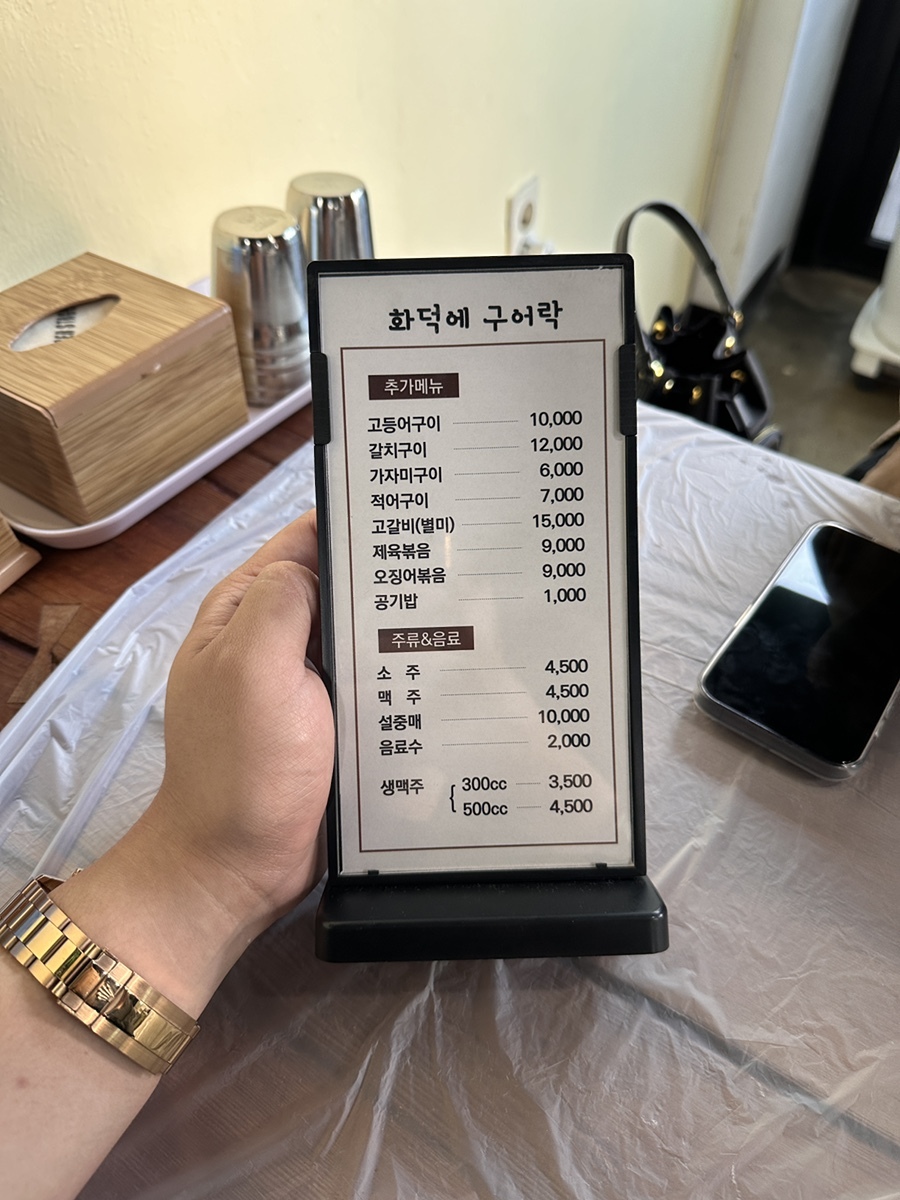 화덕에 구어락
추가메뉴
고등어구이 10,000
갈치구이 12,000
가자미구이 6,000
적어구이 7,000
고갈비(별미) 15,000
제육볶음 9,000
오징어볶음 9,000
공기밥 1,000
주류&음료
소 주 4,500
맥 주 4,500
설중매 10,000
음료수 2,000
생맥주 { 300cc 3,500
500cc 4,500